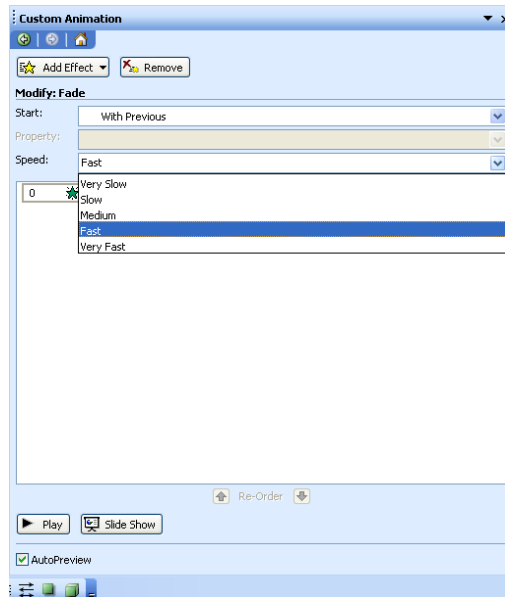 Custom Animation
Add Effect Remove
Modify: Fade
Start: With Previous
Property:
Speed: Fast
0 Very Slow
Slow
Medium
Fast
Very Fast
Re-Order
Play Slide Show
AutoPreview